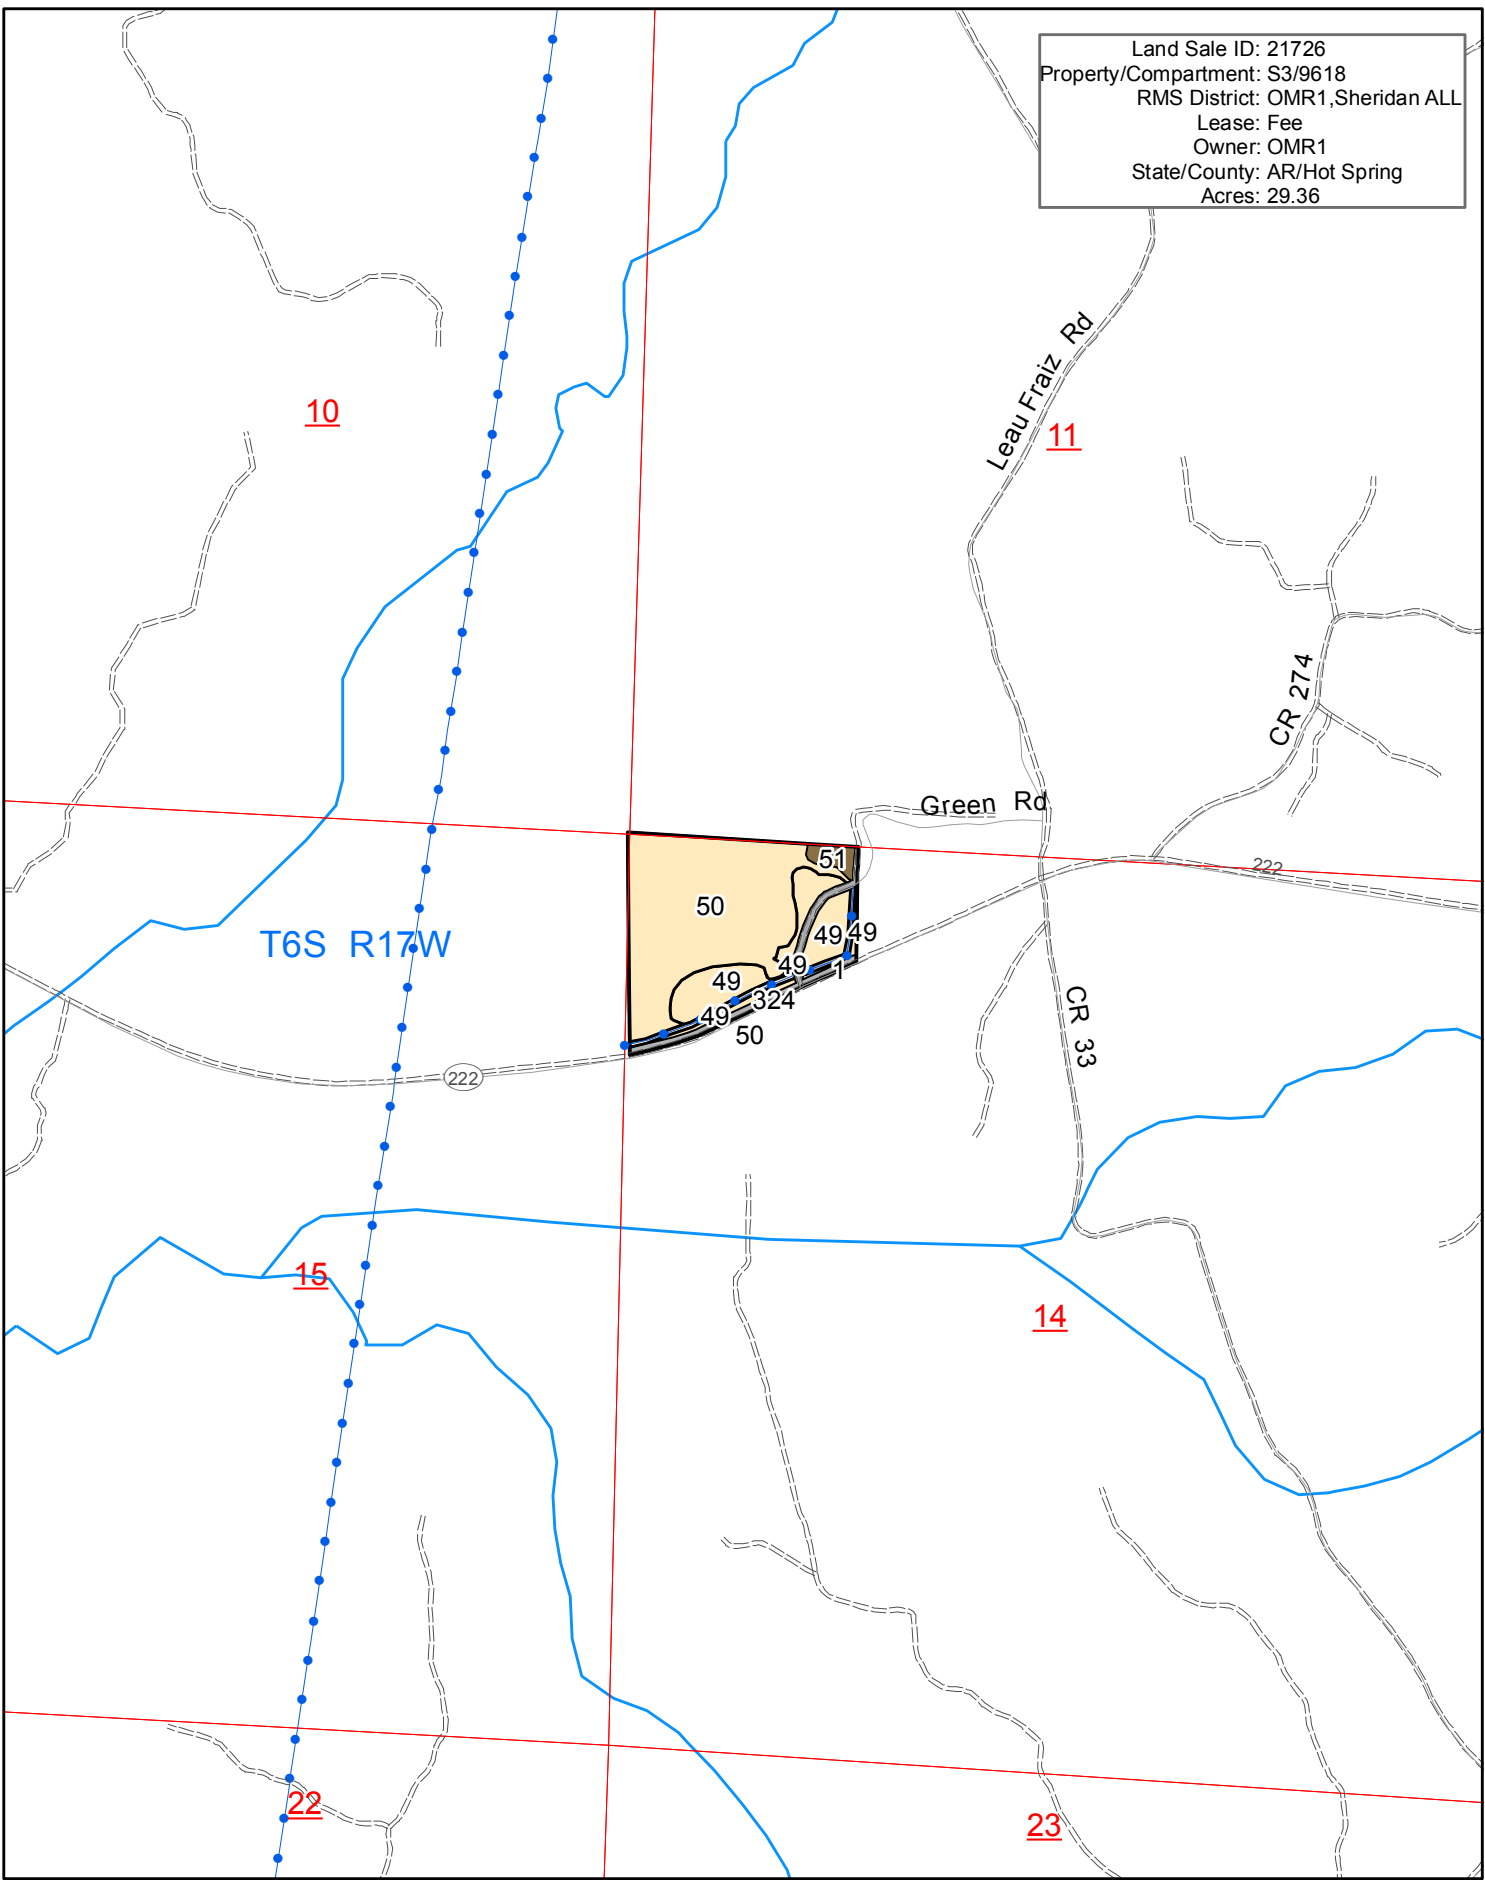 Land Sale ID: 21726
Property/Compartment: S3/9618
RMS District: OMR1,Sheridan ALL
Lease: Fee
Owner: OMR1
State/County: AR/Hot Spring
Acres: 29.36
Leau Fraiz Rd
10
11
CR 274
Green Rd
222
51
50
T6S R17W
49
49
49
1
49
324
49
50
CR 33
222
15
14
22
23